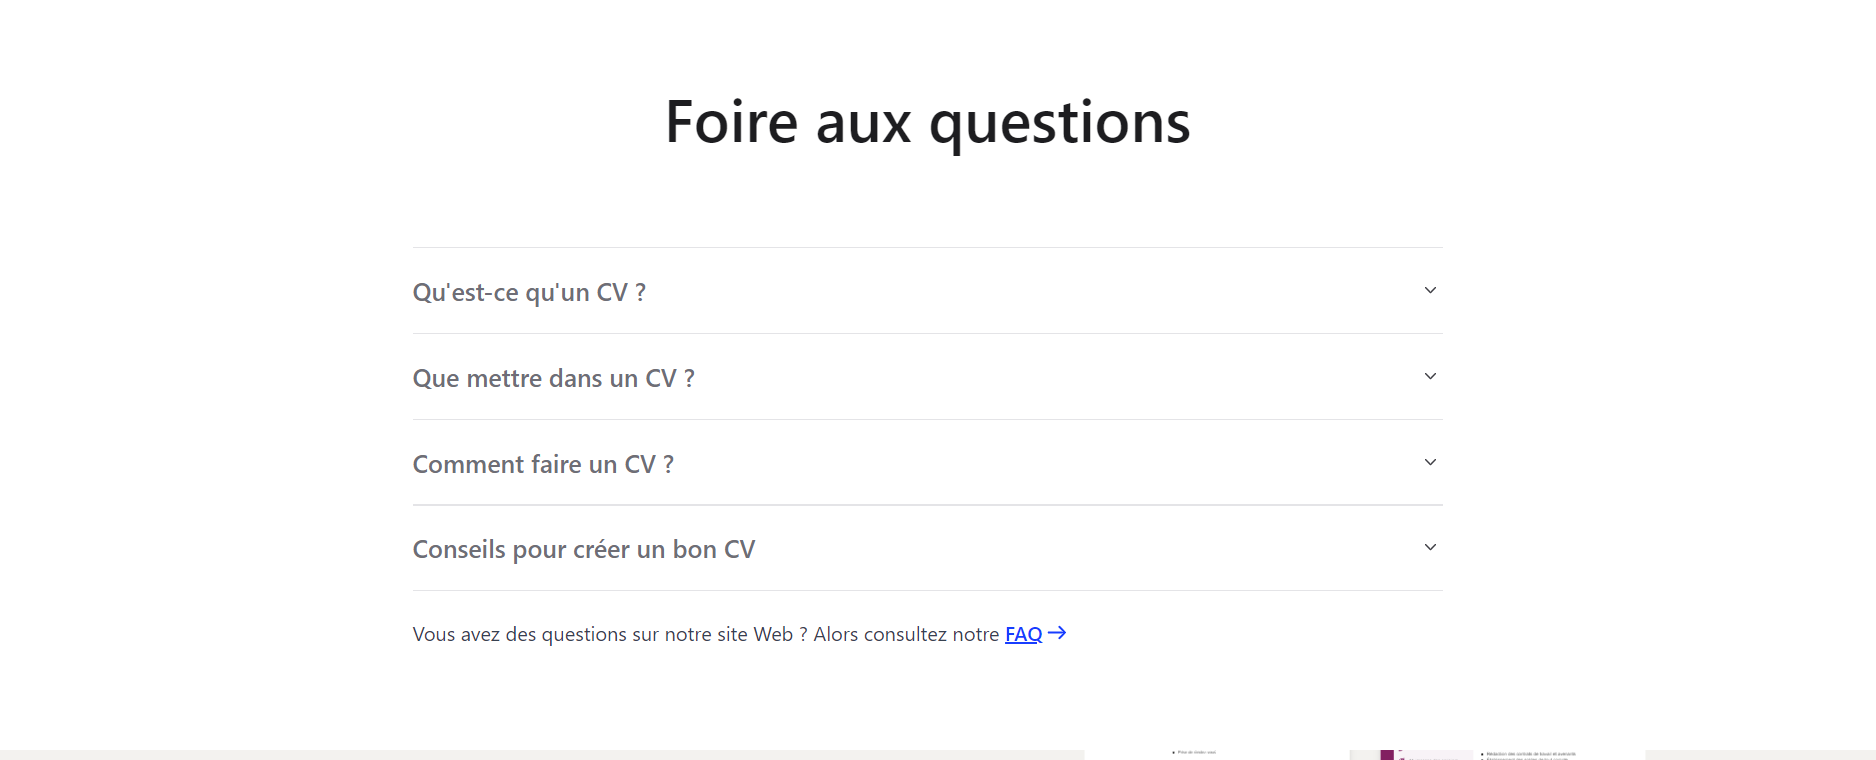 Foire aux questions
Qu'est-ce qu'un CV ?
Que mettre dans un CV ?
Comment faire un CV ?
Conseils pour créer un bon CV
Vous avez des questions sur notre site Web ? Alors consultez notre FAQ →